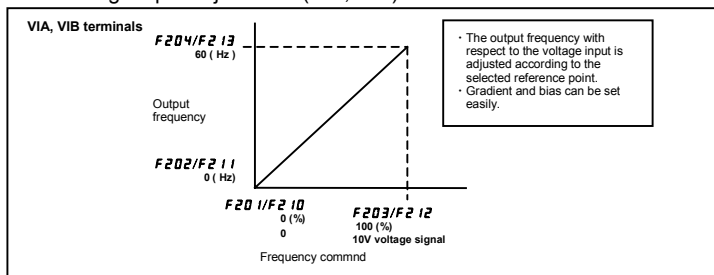 VIA, VIB terminals
F204/F213
60 ( Hz )
Output
frequency
F202/F211
0 ( Hz)
F201/F210
0 (%)
0
F203/F212
100 (%)
10V voltage signal
Frequency commnd
· The output frequency with
respect to the voltage input is
adjusted according to the
selected reference point.
· Gradient and bias can be set
easily.